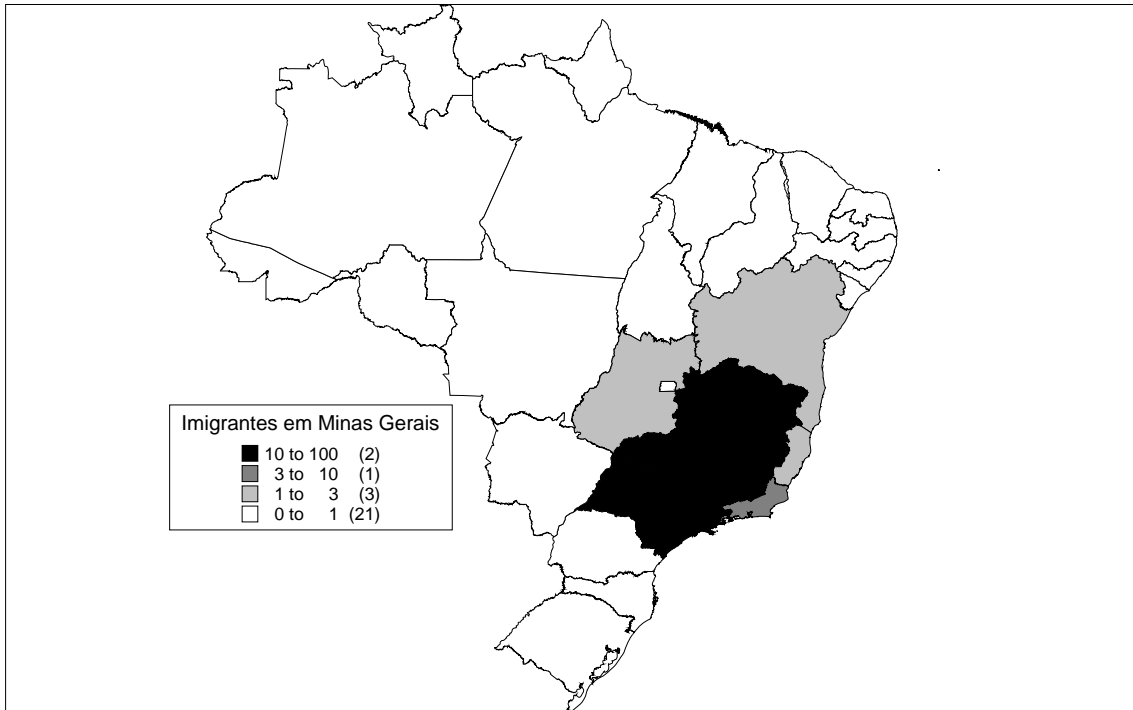 Imigrantes em Minas Gerais
10 to 100 (2)
3 to 10 (1)
1 to 3 (3)
0 to 1 (21)